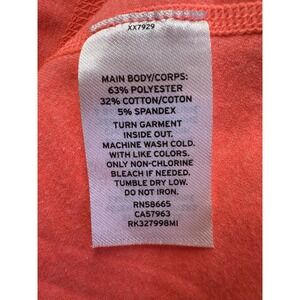 XX7929
MAIN BODY/CORPS:
63% POLYESTER
32% COTTON/COTON
5% SPANDEX
TURN GARMENT
INSIDE OUT.
MACHINE WASH COLD.
WITH LIKE COLORS.
ONLY NON-CHLORINE
BLEACH IF NEEDED.
TUMBLE DRY LOW.
DO NOT IRON.
RN58665
CA57963
RK327998MI